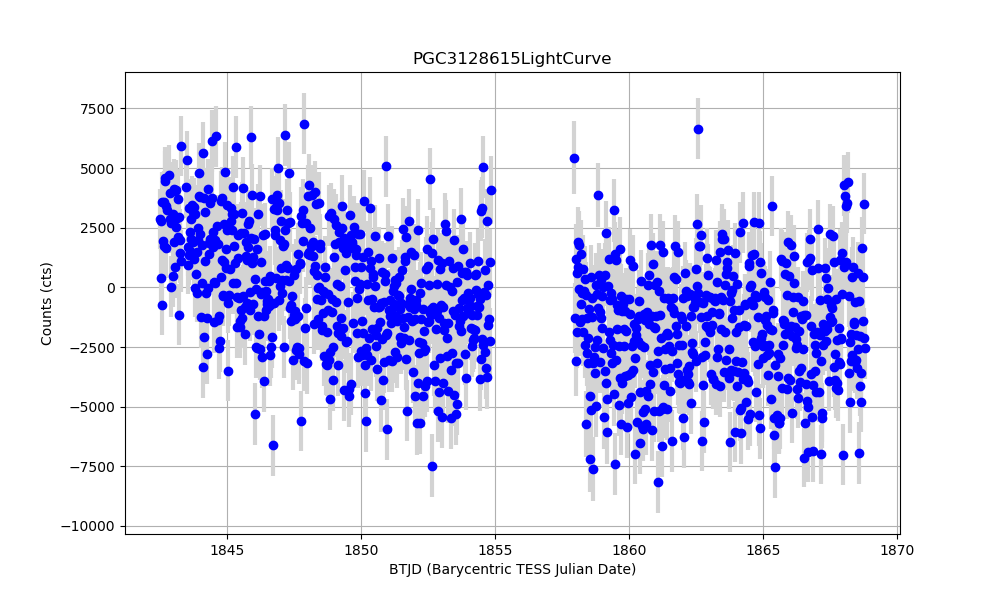 PGC3128615LightCurve
Counts (cts)
7500
5000
2500
0
−2500
−5000
−7500
−10000
1845 1850 1855 1860 1865 1870
BTJD (Barycentric TESS Julian Date)